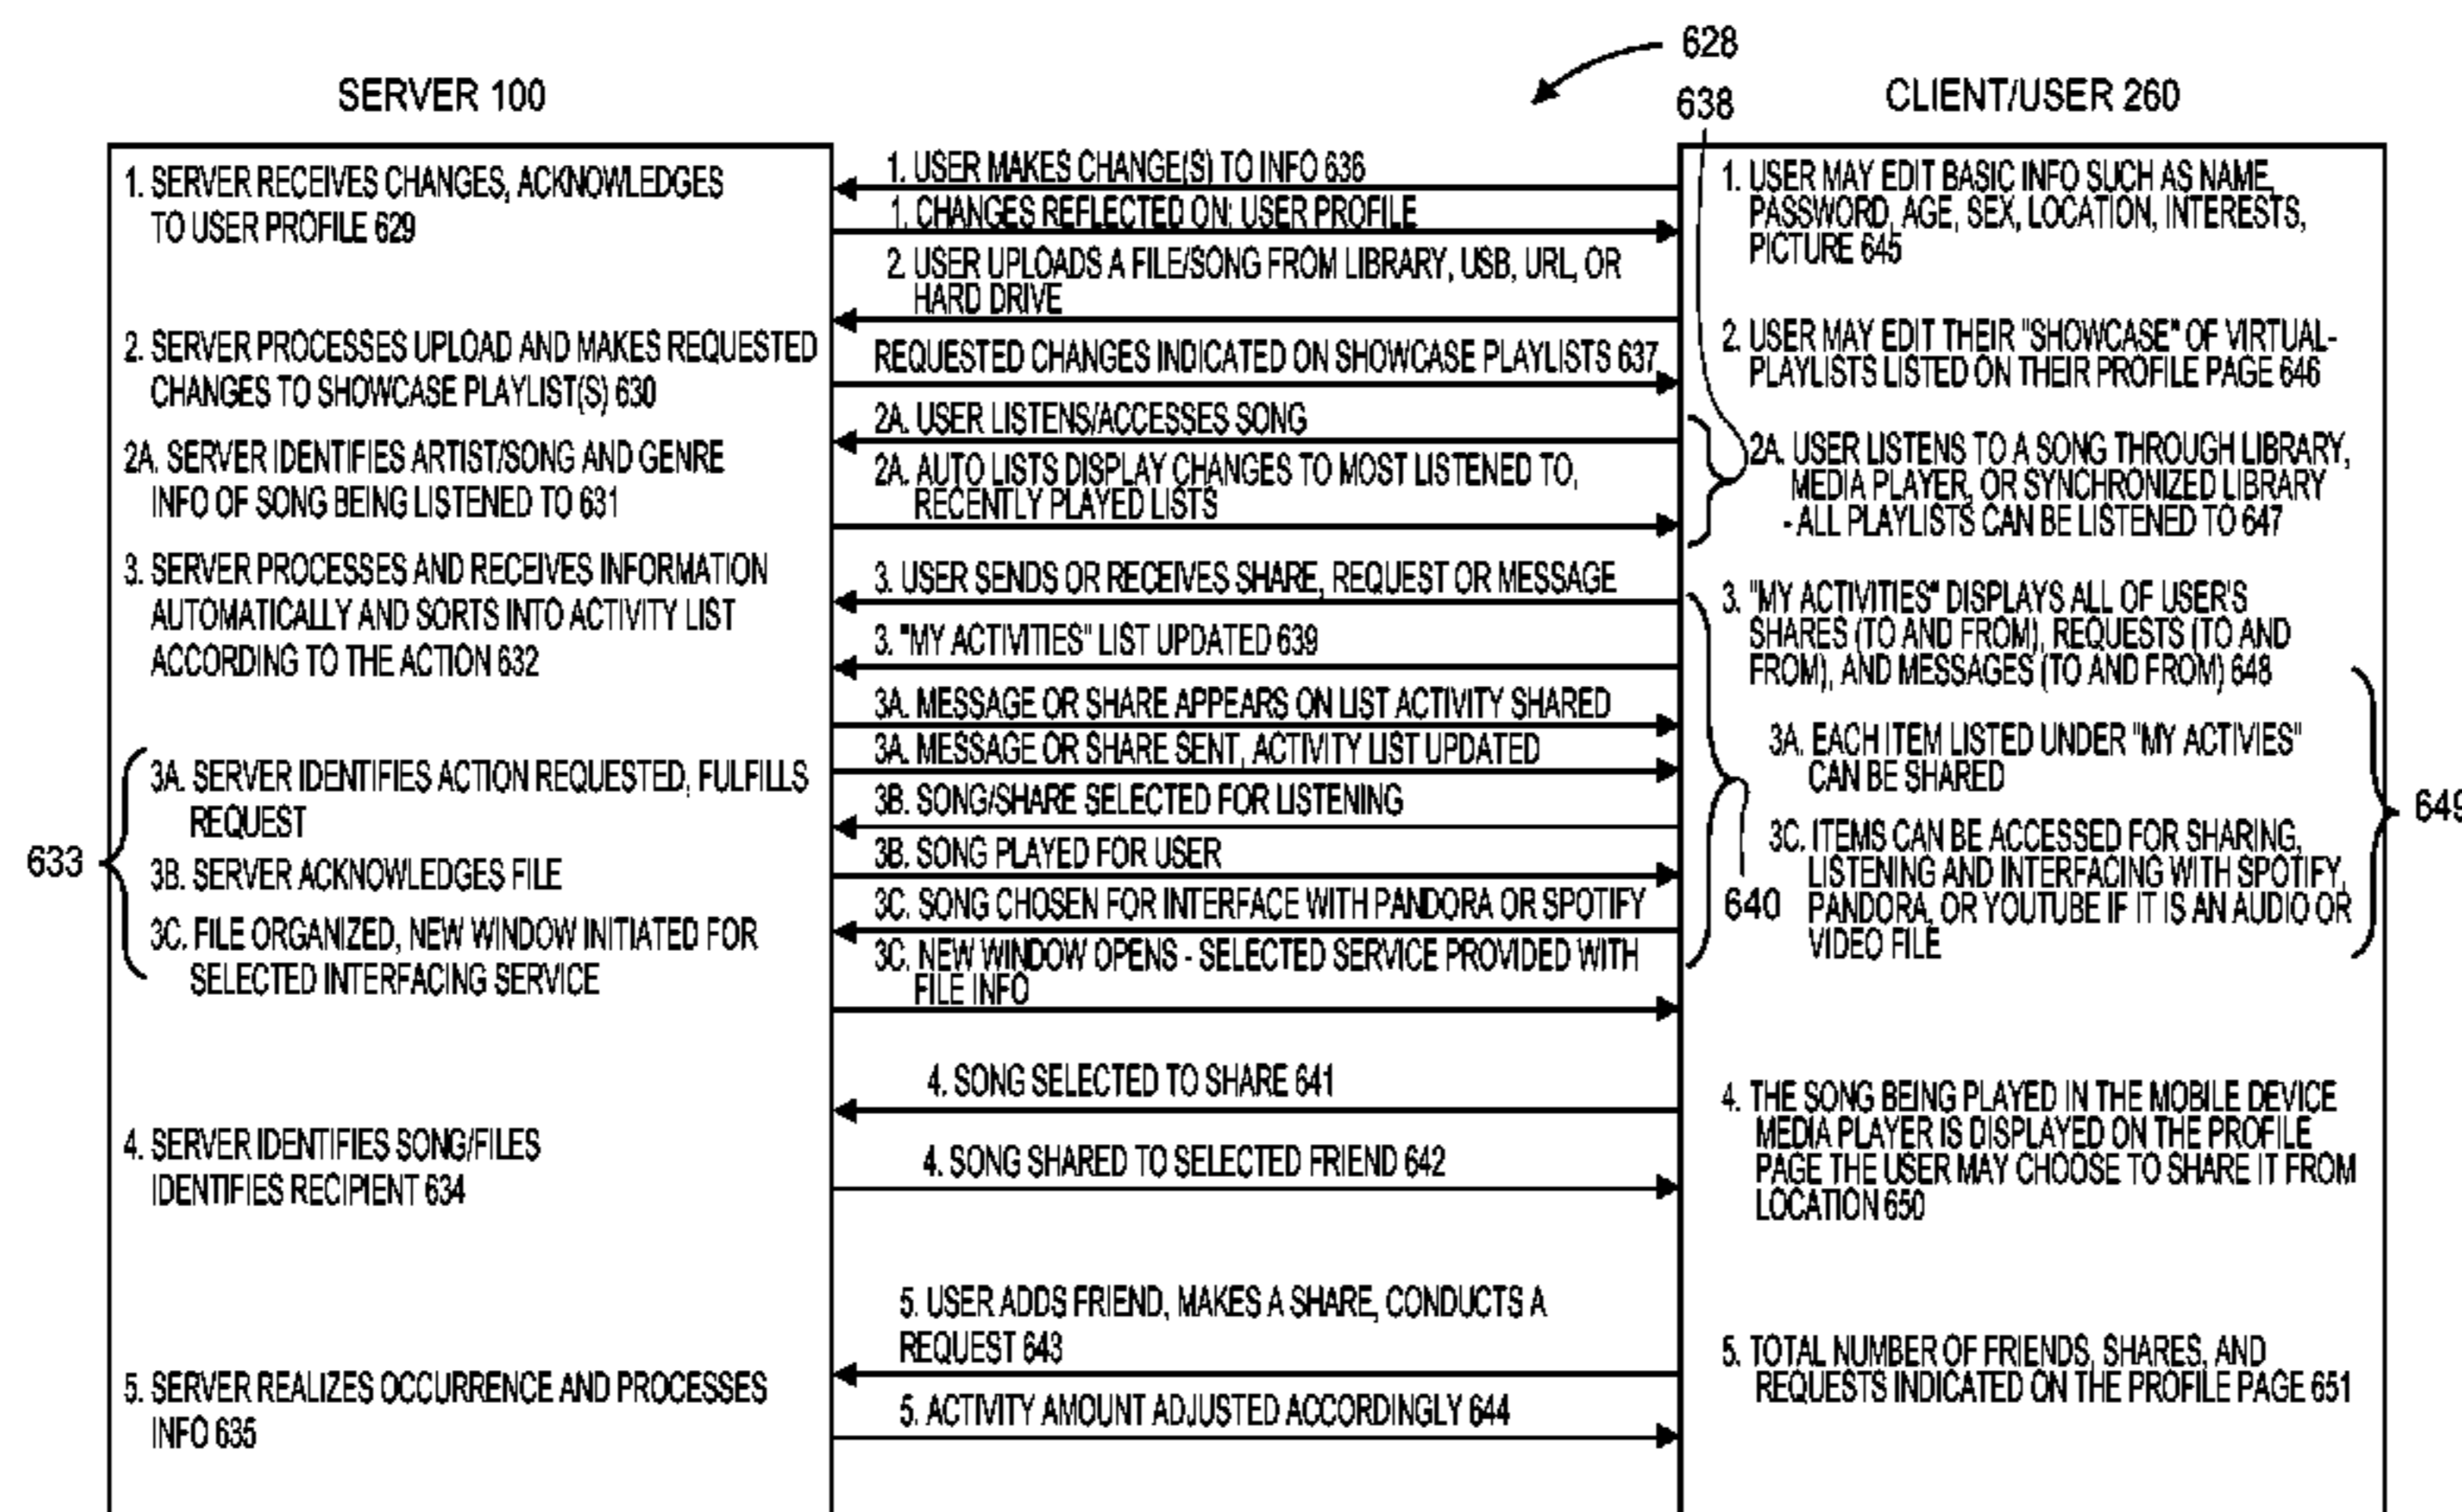 628
638
SERVER 100
CLIENT/USER 260
1. SERVER RECEIVES CHANGES, ACKNOWLEDGES
TO USER PROFILE 629
2. SERVER PROCESSES UPLOAD AND MAKES REQUESTED
CHANGES TO SHOWCASE PLAYLIST(S) 630
2A. SERVER IDENTIFIES ARTIST/SONG AND GENRE
INFO OF SONG BEING LISTENED TO 631
3. SERVER PROCESSES AND RECEIVES INFORMATION
AUTOMATICALLY AND SORTS INTO ACTIVITY LIST
ACCORDING TO THE ACTION 632
633
3A. SERVER IDENTIFIES ACTION REQUESTED, FULFILLS
REQUEST
3B. SERVER ACKNOWLEDGES FILE
3C. FILE ORGANIZED, NEW WINDOW INITIATED FOR
SELECTED INTERFACING SERVICE
4. SERVER IDENTIFIES SONG/FILES
IDENTIFIES RECIPIENT 634
5. SERVER REALIZES OCCURRENCE AND PROCESSES
INFO 635
1. USER MAKES CHANGE(S) TO INFO 636
1. CHANGES REFLECTED ON: USER PROFILE
2. USER UPLOADS A FILE/SONG FROM LIBRARY, USB, URL, OR
HARD DRIVE
REQUESTED CHANGES INDICATED ON SHOWCASE PLAYLISTS 637
2A. USER LISTENS/ACCESSES SONG
2A. AUTO LISTS DISPLAY CHANGES TO MOST LISTENED TO,
RECENTLY PLAYED LISTS
3. USER SENDS OR RECEIVES SHARE, REQUEST OR MESSAGE
3. "MY ACTIVITIES" LIST UPDATED 639
3A. MESSAGE OR SHARE APPEARS ON LIST ACTIVITY SHARED
3A. MESSAGE OR SHARE SENT, ACTIVITY LIST UPDATED
3B. SONG/SHARE SELECTED FOR LISTENING
3B. SONG PLAYED FOR USER
3C. SONG CHOSEN FOR INTERFACE WITH PANDORA OR SPOTIFY
3C. NEW WINDOW OPENS - SELECTED SERVICE PROVIDED WITH
FILE INFO
4. SONG SELECTED TO SHARE 641
4. SONG SHARED TO SELECTED FRIEND 642
5. USER ADDS FRIEND, MAKES A SHARE, CONDUCTS A
REQUEST 643
5. ACTIVITY AMOUNT ADJUSTED ACCORDINGLY 644
1. USER MAY EDIT BASIC INFO SUCH AS NAME,
PASSWORD, AGE, SEX, LOCATION, INTERESTS,
PICTURE 645
2. USER MAY EDIT THEIR "SHOWCASE" OF VIRTUAL-
PLAYLISTS LISTED ON THEIR PROFILE PAGE 646
2A. USER LISTENS TO A SONG THROUGH LIBRARY,
MEDIA PLAYER, OR SYNCHRONIZED LIBRARY
- ALL PLAYLISTS CAN BE LISTENED TO 647
3. "MY ACTIVITIES" DISPLAYS ALL OF USER'S
SHARES (TO AND FROM), REQUESTS (TO AND
FROM), AND MESSAGES (TO AND FROM) 648
3A. EACH ITEM LISTED UNDER "MY ACTIVIES"
CAN BE SHARED
649
3C. ITEMS CAN BE ACCESSED FOR SHARING,
LISTENING AND INTERFACING WITH SPOTIFY,
640
PANDORA, OR YOUTUBE IF IT IS AN AUDIO OR
VIDEO FILE
4. THE SONG BEING PLAYED IN THE MOBILE DEVICE
MEDIA PLAYER IS DISPLAYED ON THE PROFILE
PAGE THE USER MAY CHOOSE TO SHARE IT FROM
LOCATION 650
5. TOTAL NUMBER OF FRIENDS, SHARES, AND
REQUESTS INDICATED ON THE PROFILE PAGE 651